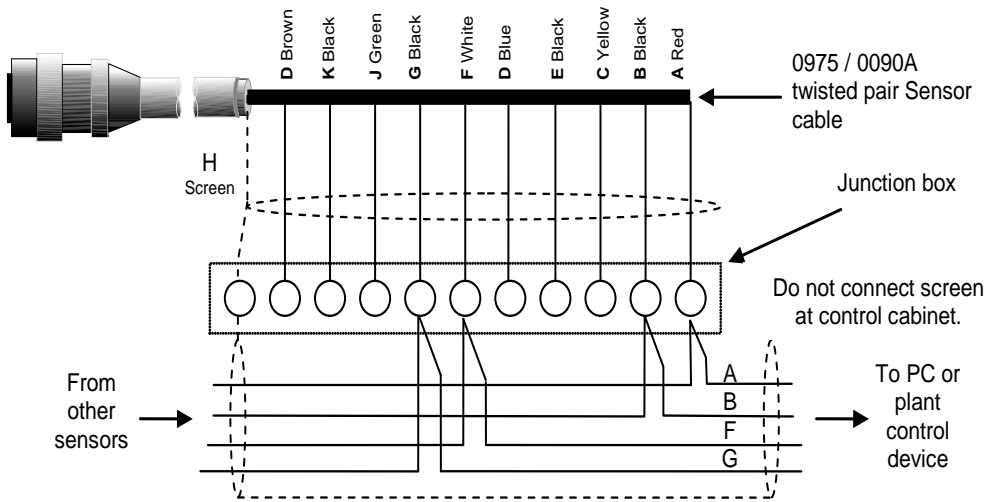 D Brown
K Black
J Green
G Black
F White
D Blue
E Black
C Yellow
B Black
A Red
0975 / 0090A
twisted pair Sensor
cable
H
Screen
Junction box
Do not connect screen
at control cabinet.
From
other
sensors
A
B
F
G
To PC or
plant
control
device